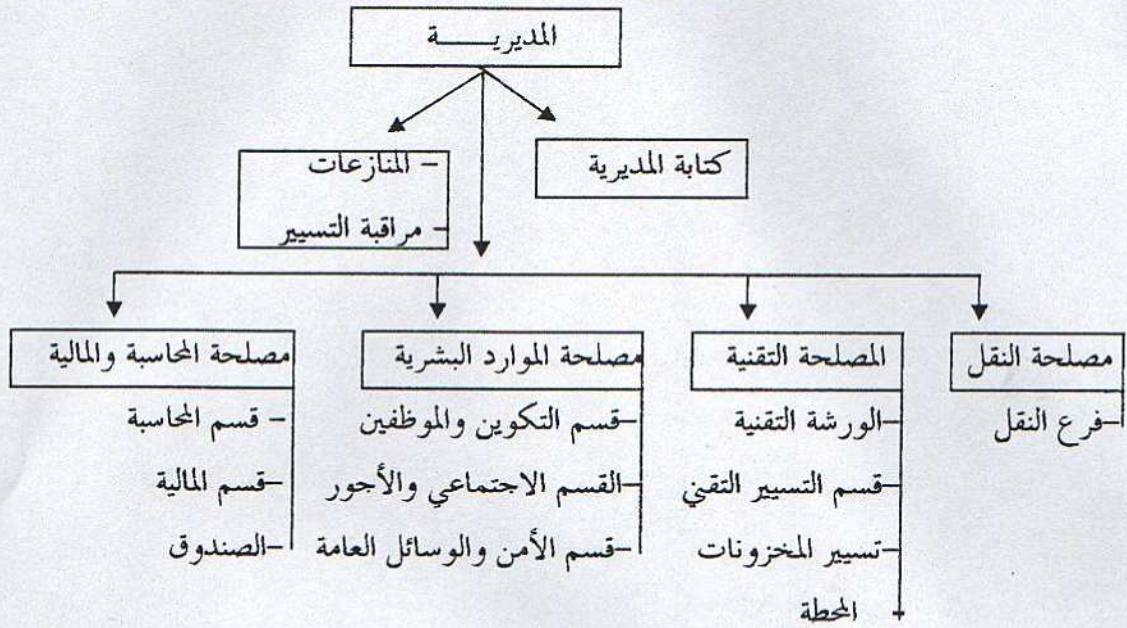 المديريـــــة
كتابة المديرية
– المنازعات
– مراقبة التسيير
مصلحة النقل
–فرع النقل
المصلحة التقنية
–الورشة التقنية
–قسم التسيير التقني
–تسيير المخزونات
– المحطة
مصلحة الموارد البشرية
–قسم التكوين والموظفين
–القسم الاجتماعي والأجور
–قسم الأمن والوسائل العامة
مصلحة المحاسبة والمالية
– قسم المحاسبة
–قسم المالية
–الصندوق